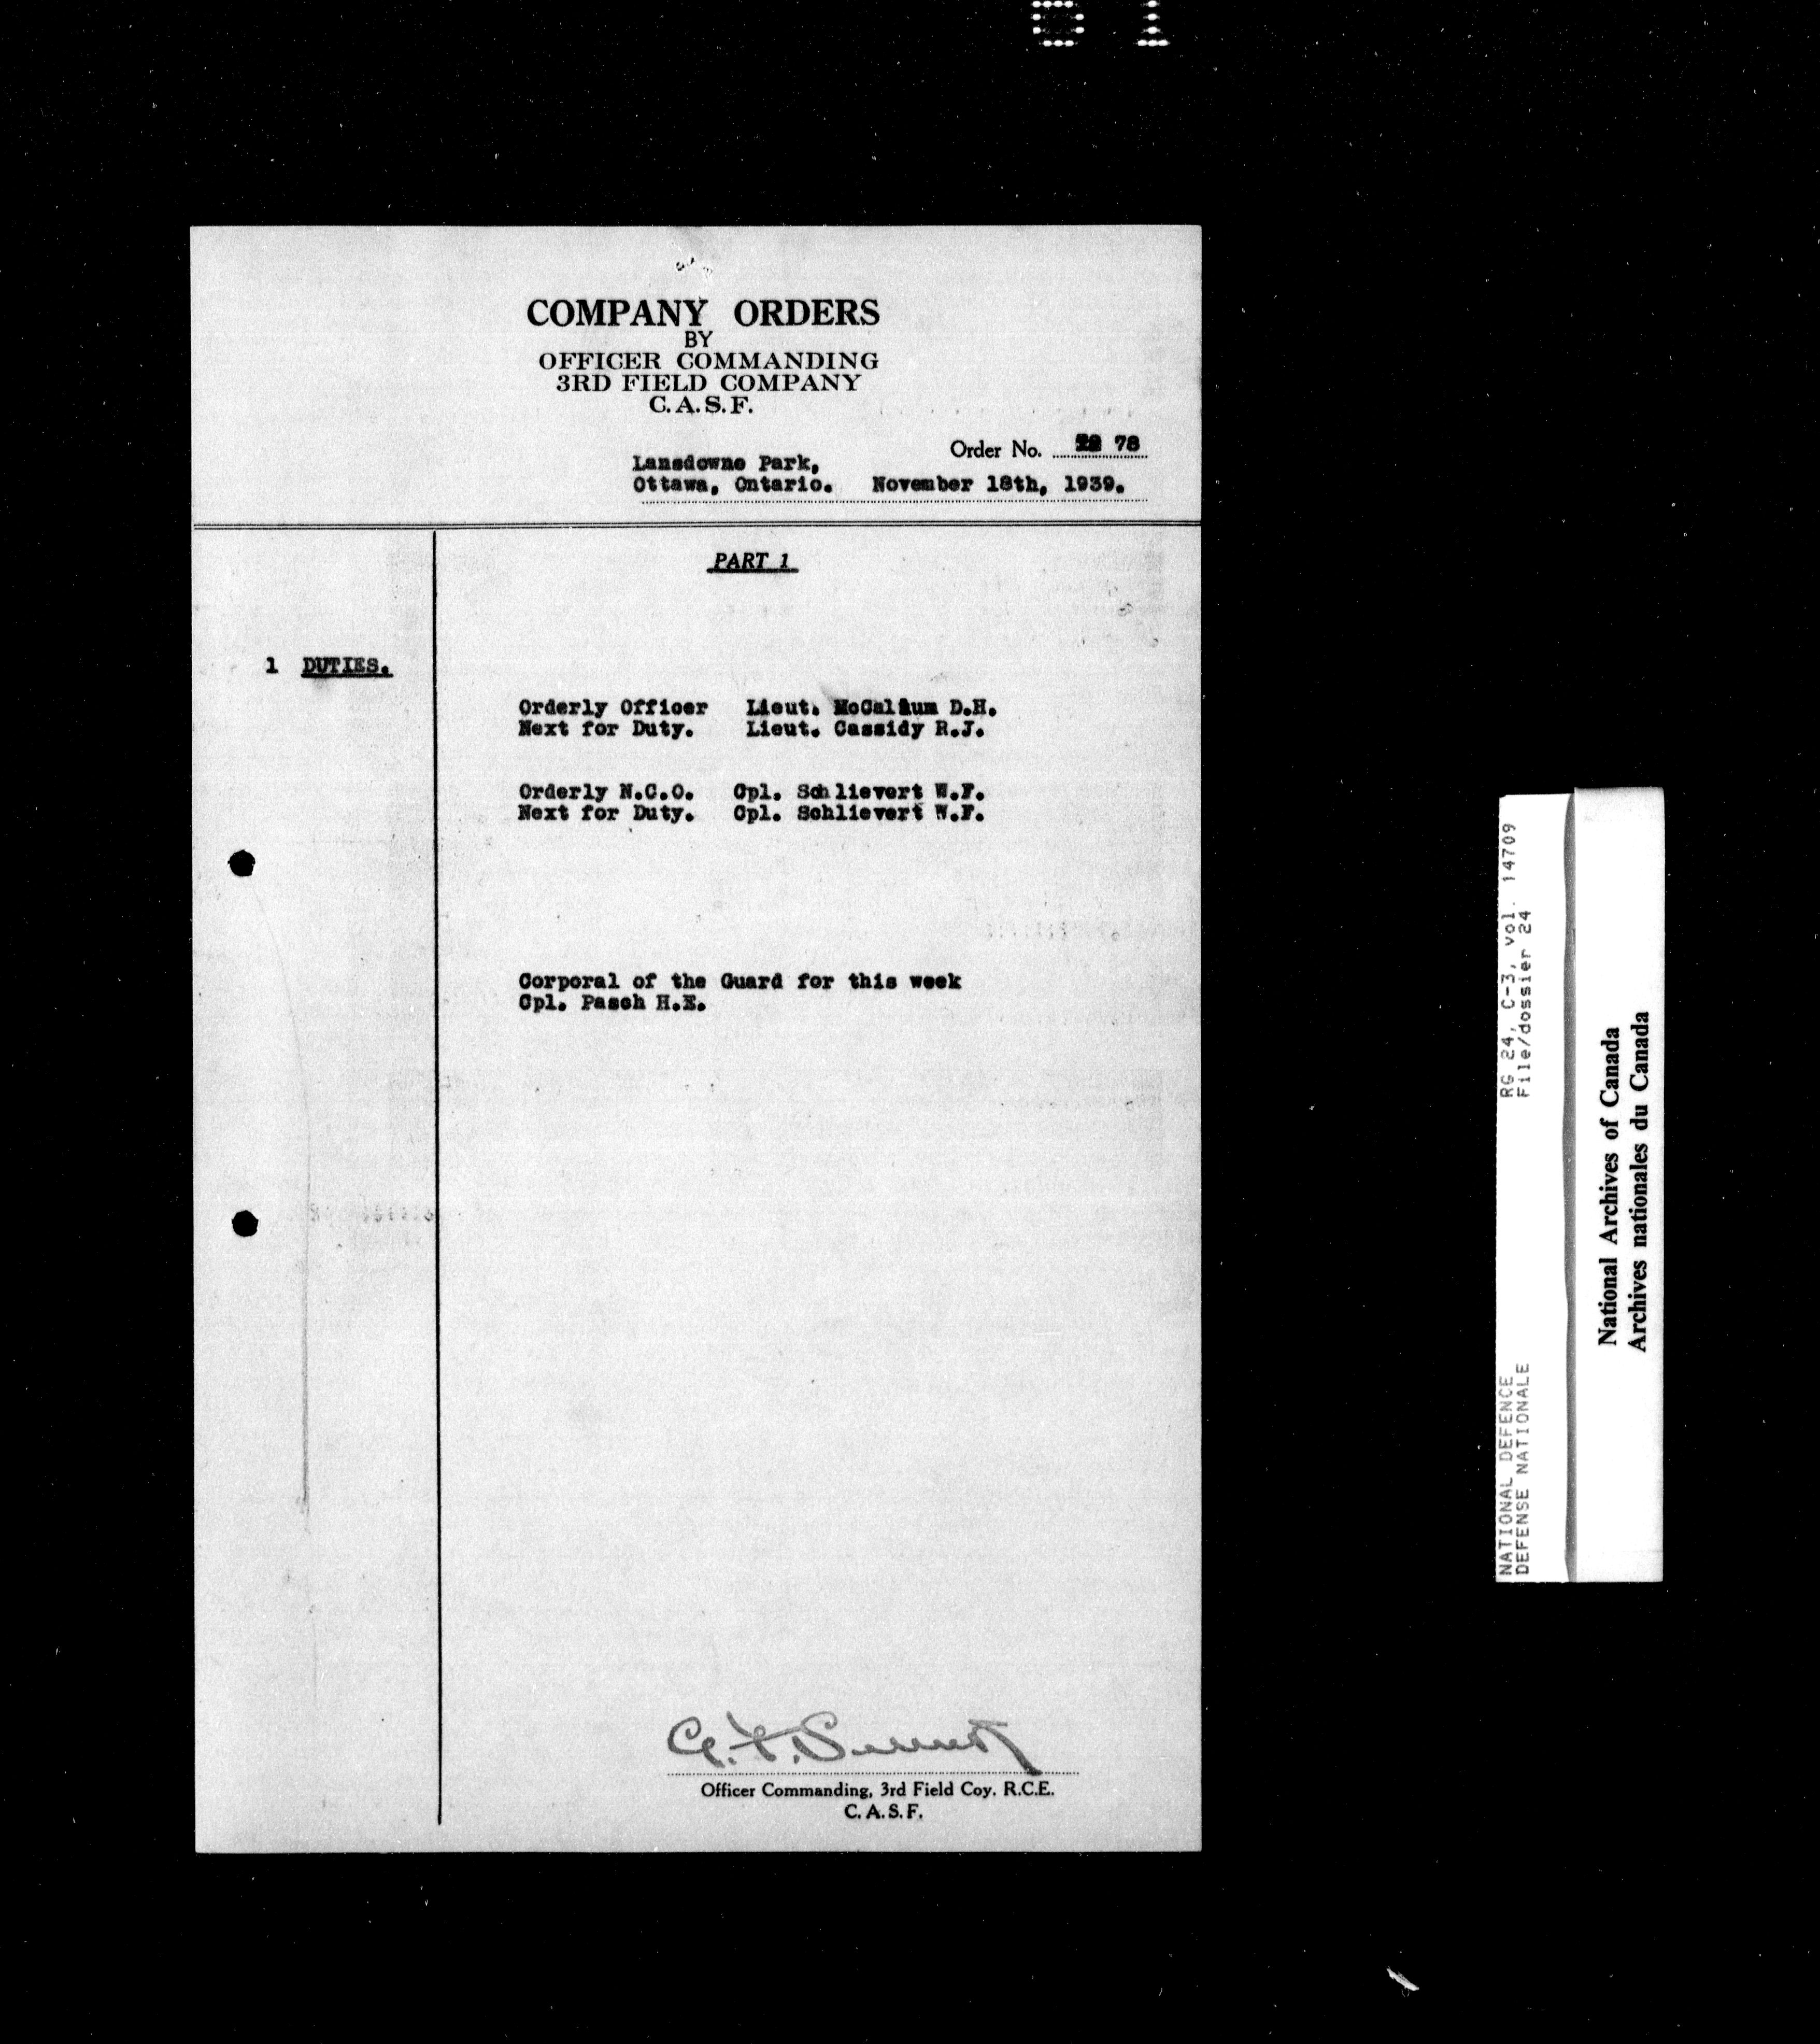 COMPANY ORDERS
BY
OFFICER COMMANDING
3RD FIELD COMPANY
C.A.S.F.
Order No. 78
Lansdowne Park,
Ottawa, Ontario. November 18th, 1939.
PART 1
1 DUTIES.
Orderly Officer Lieut. McCallum D.H.
Next for Duty. Lieut. Cassidy R.J.
Orderly N.C.O. Cpl. Schlievert W.F.
Next for Duty. Cpl. Schlievert W.F.
Corporal of the Guard for this week
Cpl. Pasch H.E.
Officer Commanding, 3rd Field Coy. R.C.E.
C.A.S.F.
NATIONAL DEFENCE RG 24, C-3, vol. 14709
DEFENSE NATIONALE File/dossier 24
National Archives of Canada
Archives nationales du Canada